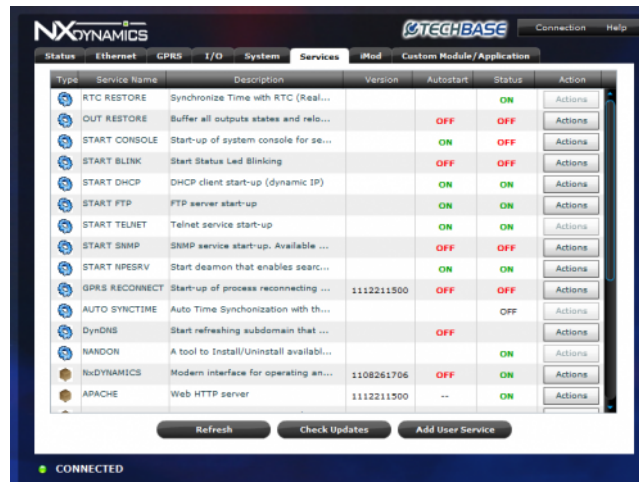 NXDYNAMICS
TECHBASE
Connection Help
Status Ethernet GPRS I/O System Services iMod Custom Module/Application
Type Service Name Description Version Autostart Status Action
RTC RESTORE Synchronize Time with RTC (Real... ON Actions
OUT RESTORE Buffer all outputs states and relo... OFF OFF Actions
START CONSOLE Start-up of system console for se... ON OFF Actions
START BLINK Start Status Led Blinking OFF OFF Actions
START DHCP DHCP client start-up (dynamic IP) ON ON Actions
START FTP FTP server start-up ON ON Actions
START TELNET Telnet service start-up ON ON Actions
START SNMP SNMP service start-up. Available ... OFF OFF Actions
START NPESRV Start deamon that enables searc... ON ON Actions
GPRS RECONNECT Start-up of process reconnecting ... 1112211500 OFF OFF Actions
AUTO SYNCTIME Auto Time Synchonization with th... OFF Actions
DynDNS Start refreshing subdomain that ... OFF Actions
NANDON A tool to Install/Uninstall availabl... ON Actions
NxDYNAMICS Modern interface for operating an... 1108261706 OFF ON Actions
APACHE Web HTTP server 1112211500 -- ON Actions
Refresh Check Updates Add User Service
CONNECTED